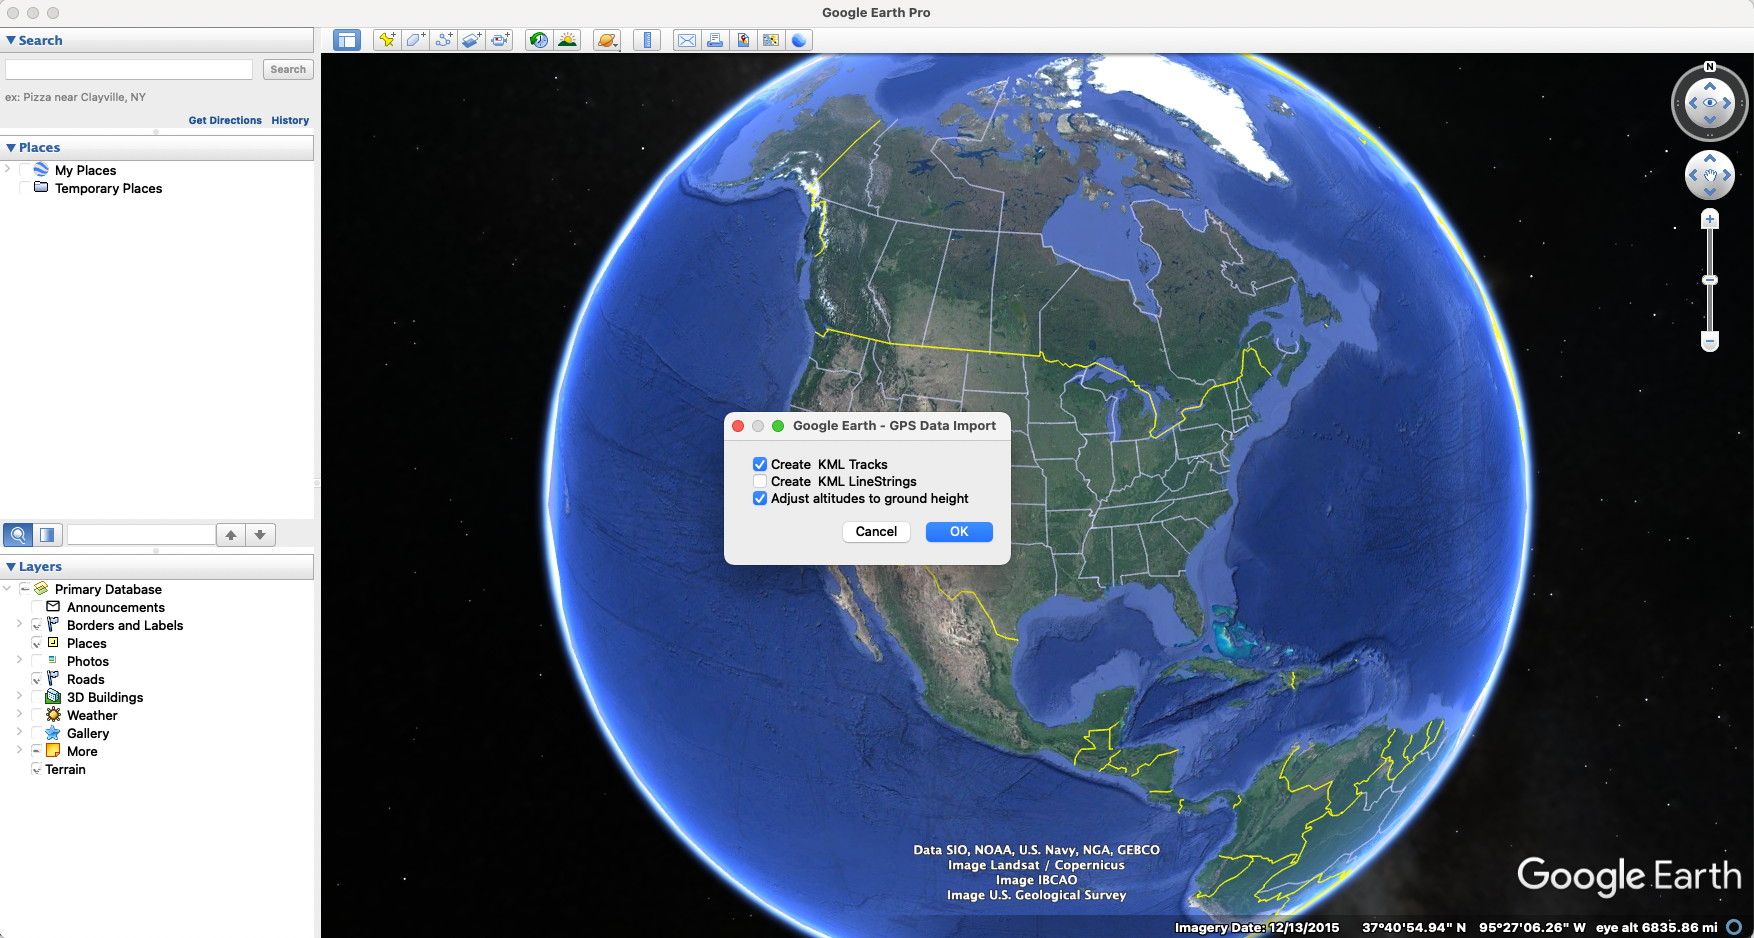 Google Earth Pro
Search
Search
ex: Pizza near Clayville, NY
Get Directions History
Places
My Places
Temporary Places
Layers
Primary Database
Announcements
Borders and Labels
Places
Photos
Roads
3D Buildings
Weather
Gallery
More
Terrain
N
Google Earth - GPS Data Import
Create KML Tracks
Create KML LineStrings
Adjust altitudes to ground height
Cancel OK
Data SIO, NOAA, U.S. Navy, NGA, GEBCO
Image Landsat / Copernicus
Image IBCAO
Image U.S. Geological Survey
Google Earth
Imagery Date: 12/13/2015 37°40'54.94" N 95°27'06.26" W eye alt 6835.86 mi